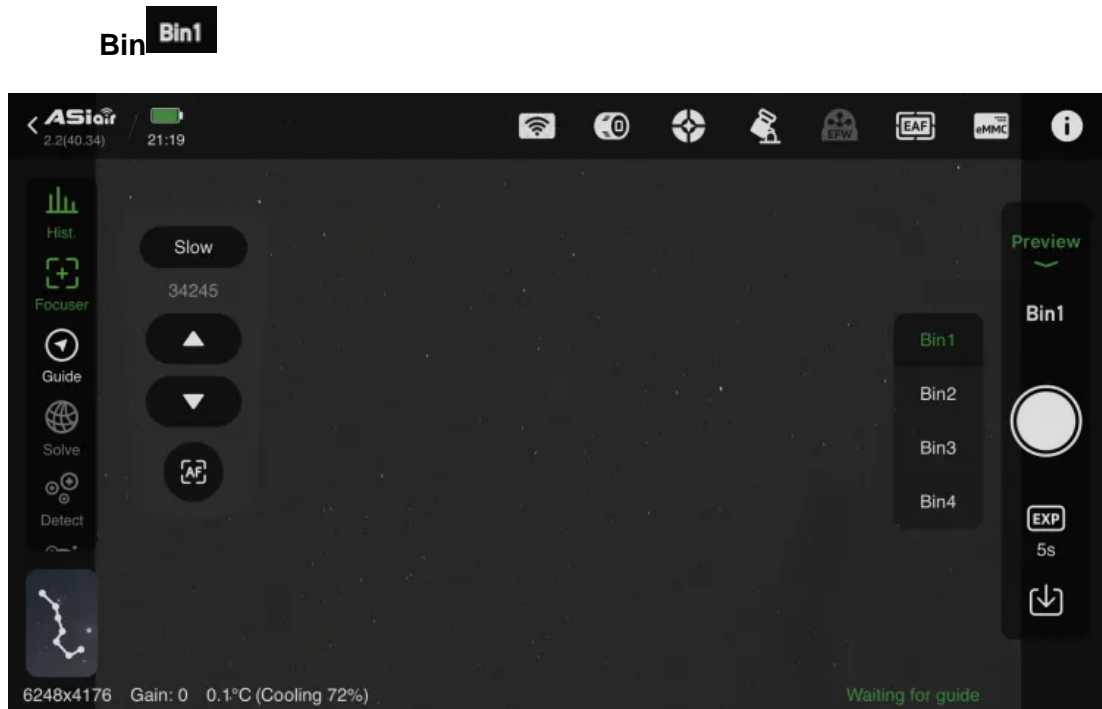 Bin Bin1
ASiair
2.2(40.34)
21:19
EFW
EAF
eMMC
Hist.
Focuser
Guide
Solve
Detect
Slow
34245
AF
Preview
Bin1
Bin1
Bin2
Bin3
Bin4
EXP
5s
6248x4176 Gain: 0 0.1°C (Cooling 72%) Waiting for guide